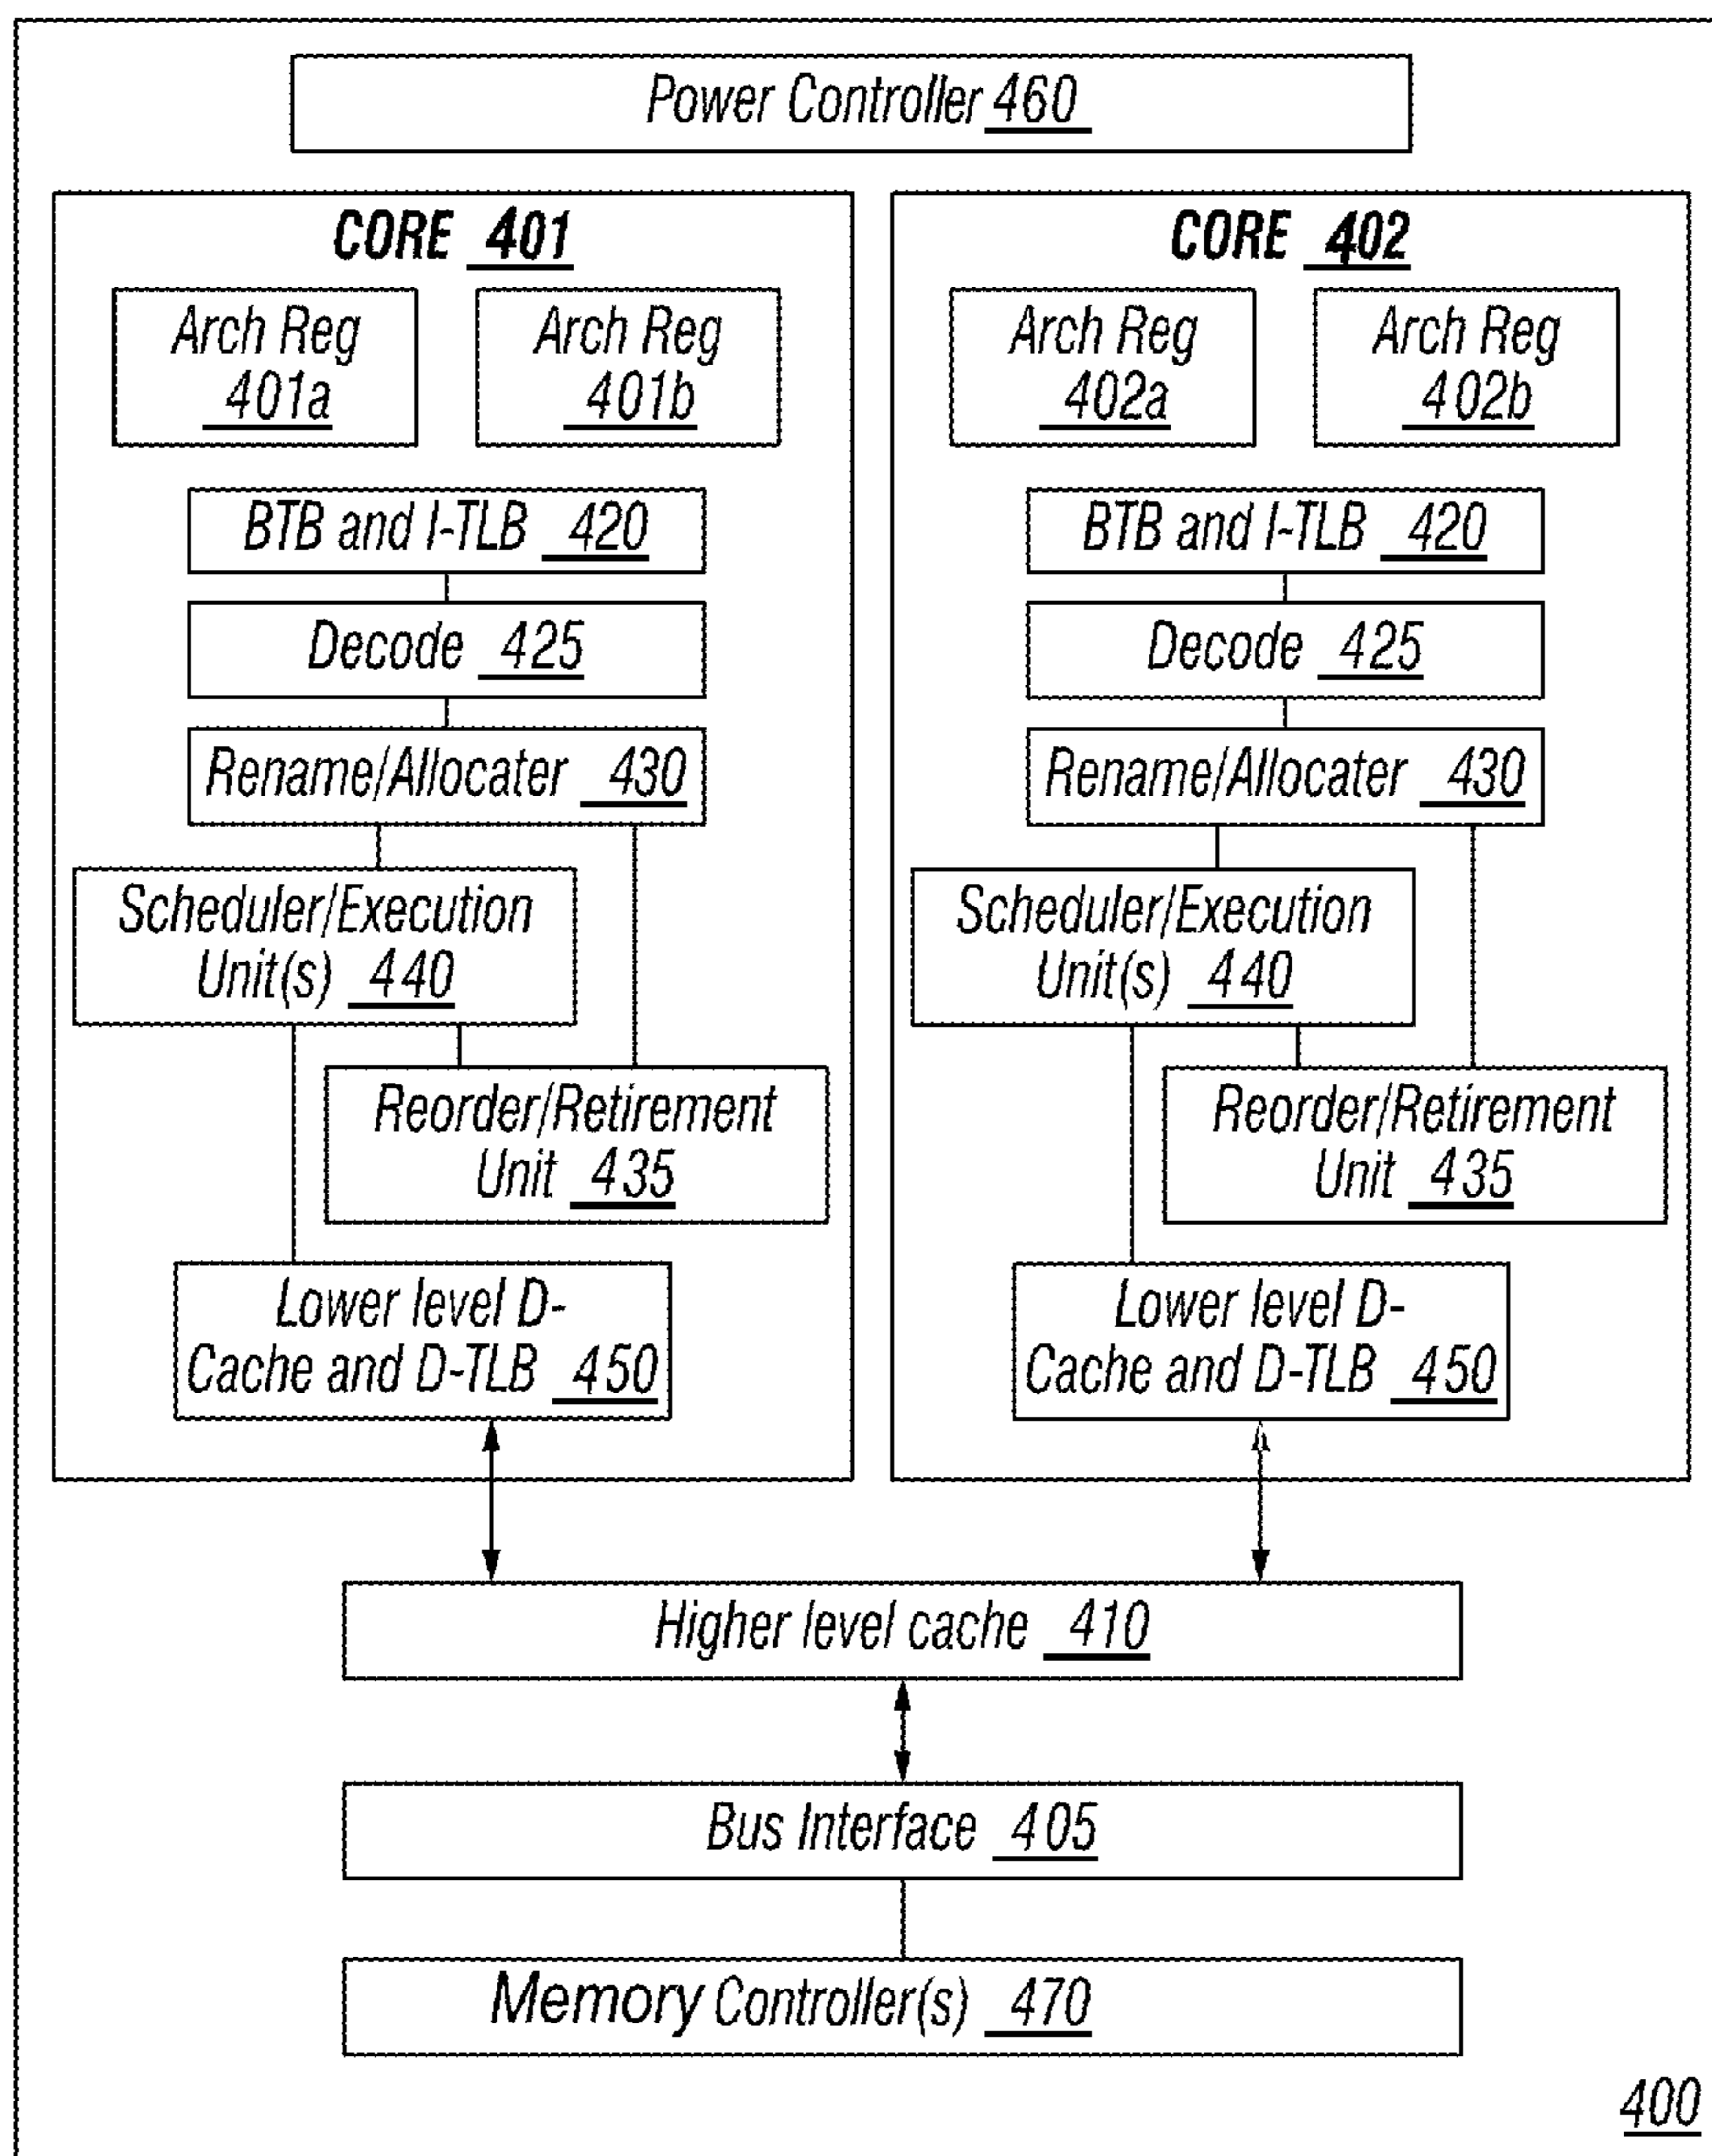 Power Controller 460
CORE 401
Arch Reg
401a
Arch Reg
401b
BTB and I-TLB 420
Decode 425
Rename/Allocater 430
Scheduler/Execution
Unit(s) 440
Reorder/Retirement
Unit 435
Lower level D-
Cache and D-TLB 450
CORE 402
Arch Reg
402a
Arch Reg
402b
BTB and I-TLB 420
Decode 425
Rename/Allocater 430
Scheduler/Execution
Unit(s) 440
Reorder/Retirement
Unit 435
Lower level D-
Cache and D-TLB 450
Higher level cache 410
Bus Interface 405
Memory Controller(s) 470
400